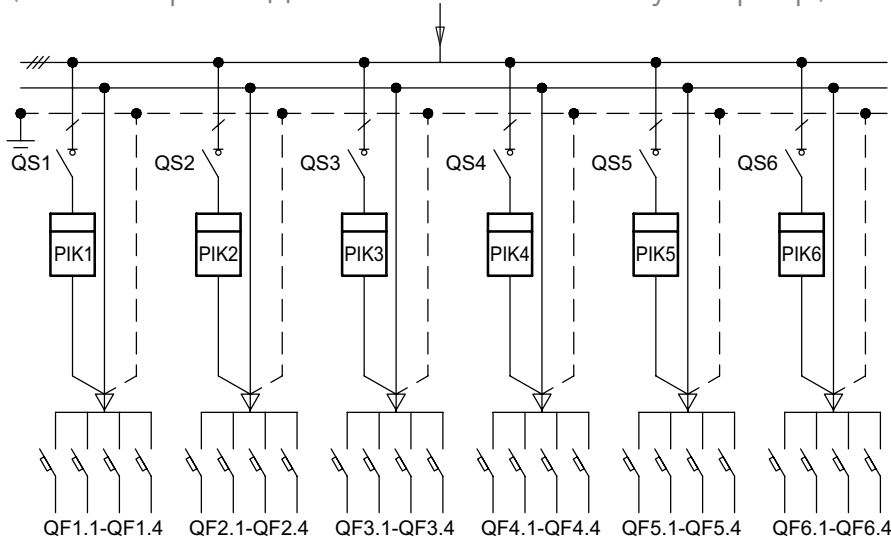 QS1 QS2 QS3 QS4 QS5 QS6
PIK1 PIK2 PIK3 PIK4 PIK5 PIK6
QF1.1-QF1.4 QF2.1-QF2.4 QF3.1-QF3.4 QF4.1-QF4.4 QF5.1-QF5.4 QF6.1-QF6.4